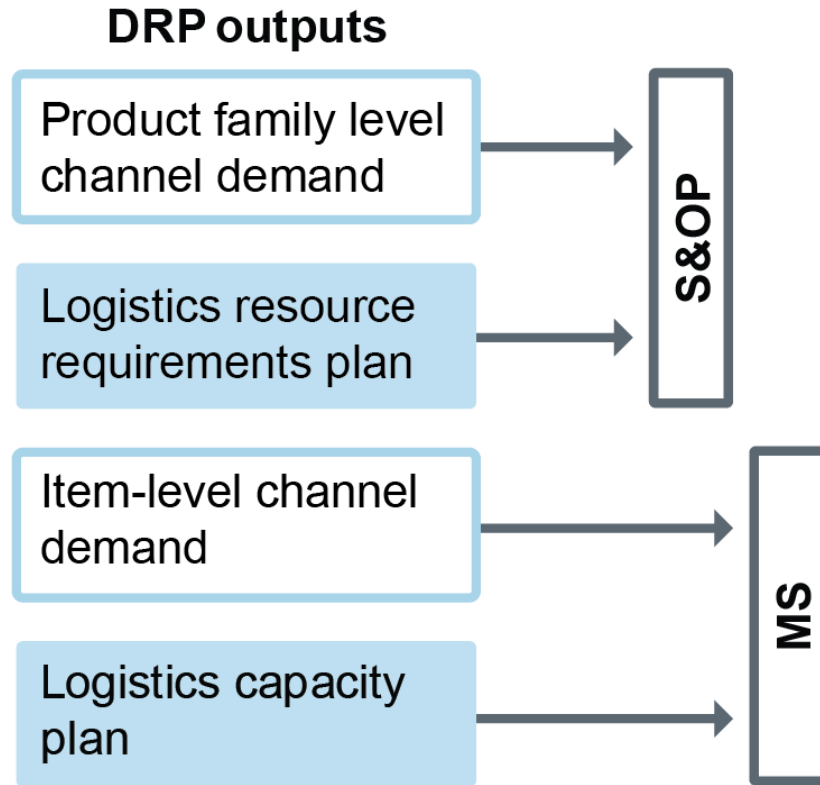 DRP outputs
Product family level
channel demand
S&OP
Logistics resource
requirements plan
Item-level channel
demand
MS
Logistics capacity
plan